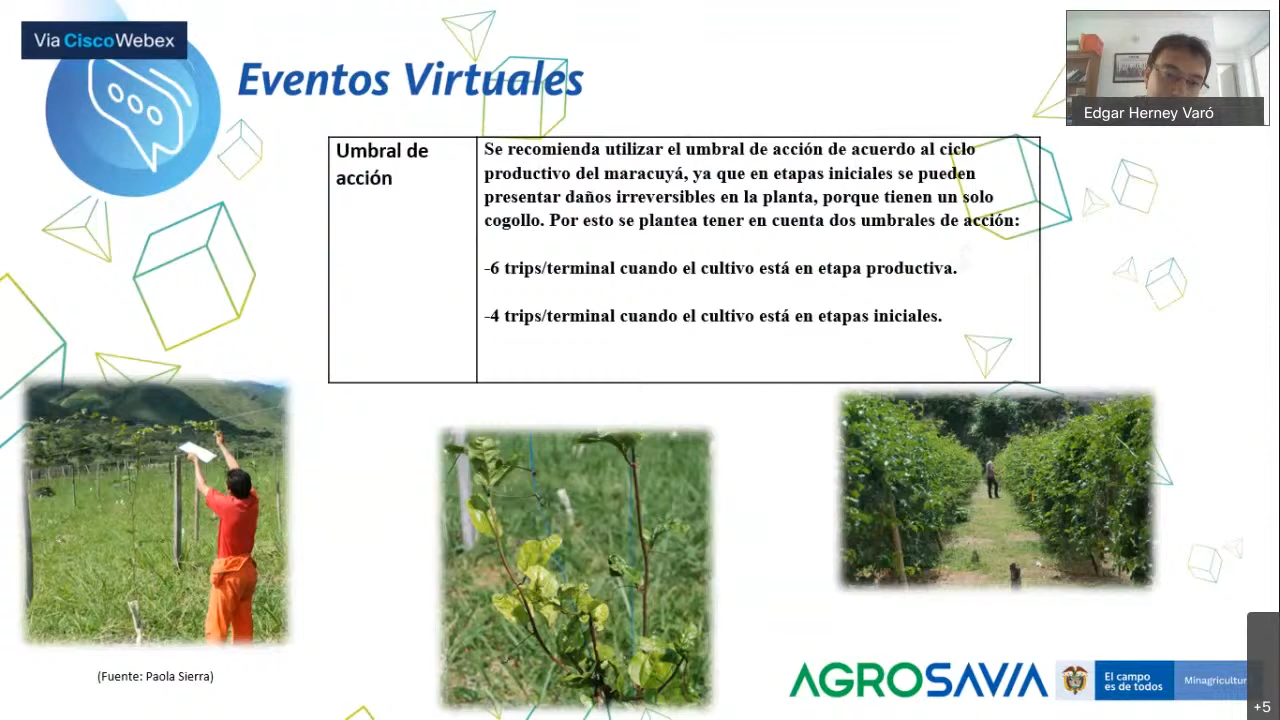 Via Cisco Webex
Eventos Virtuales
Edgar Herney Varó
Umbral de
acción
Se recomienda utilizar el umbral de acción de acuerdo al ciclo
productivo del maracuyá, ya que en etapas iniciales se pueden
presentar daños irreversibles en la planta, porque tienen un solo
cogollo. Por esto se plantea tener en cuenta dos umbrales de acción:
-6 trips/terminal cuando el cultivo está en etapa productiva.
-4 trips/terminal cuando el cultivo está en etapas iniciales.
(Fuente: Paola Sierra)
AGROSAVIA
El campo
es de todos
Minagricultur
+5